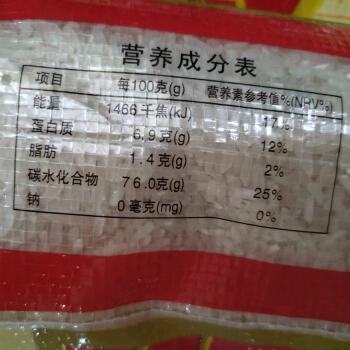 营养成分表
项目 每100克(g) 营养素参考值%(NRV%)
能量 1466千焦(kJ) 17%
蛋白质 6.9克(g) 12%
脂肪 1.4克(g) 2%
碳水化合物 76.0克(g) 25%
钠 0毫克(mg) 0%